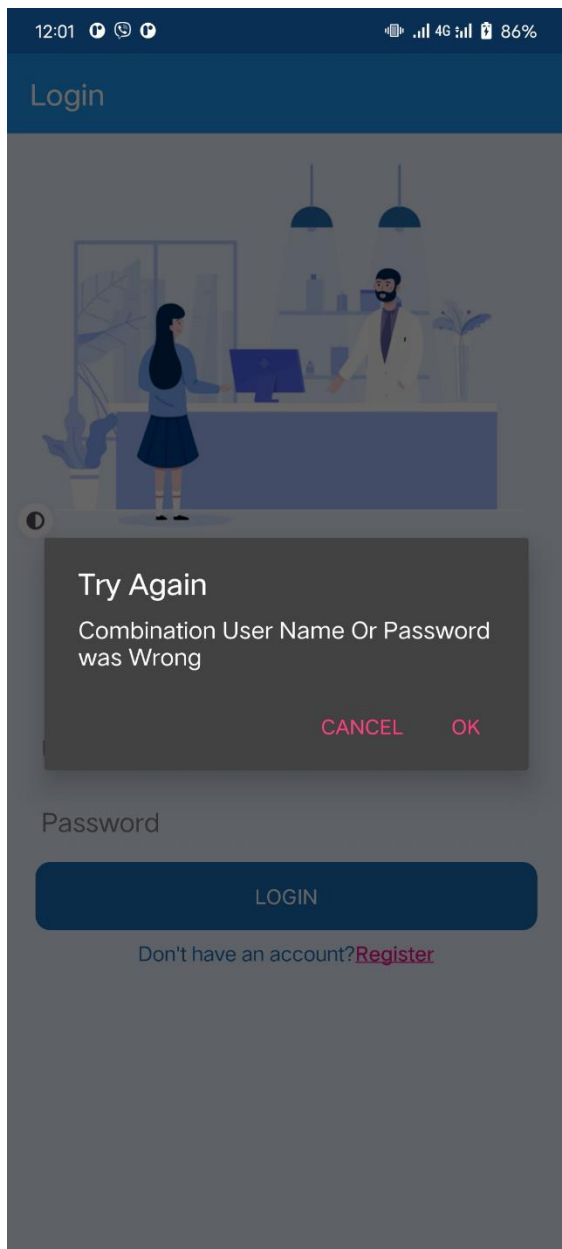 12:01 4G 86%
Login
Try Again
Combination User Name Or Password
was Wrong
CANCEL OK
Password
LOGIN
Don't have an account?Register